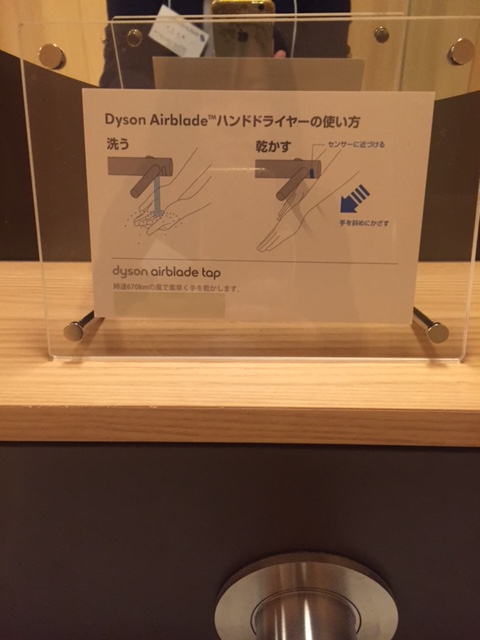 Dyson Airblade™ハンドドライヤーの使い方
洗う
乾かす
センサーに近づける
手を斜めにかざす
dyson airblade tap
時速670kmの風で素早く手を乾かします。